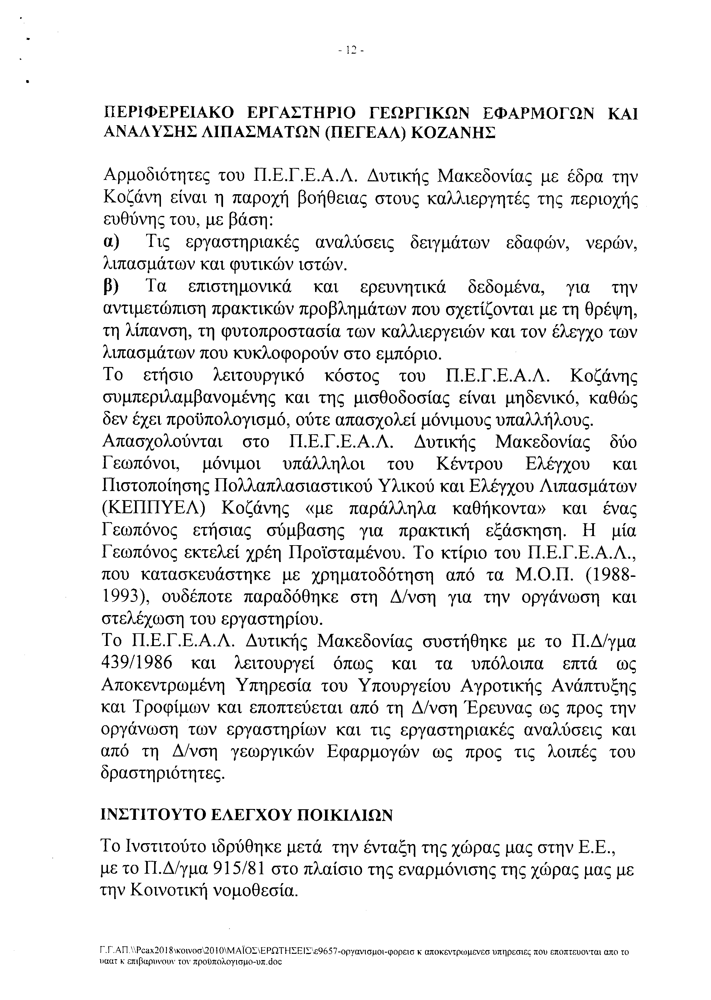 - 12 -
ΠΕΡΙΦΕΡΕΙΑΚΟ ΕΡΓΑΣΤΗΡΙΟ ΓΕΩΡΓΙΚΩΝ ΕΦΑΡΜΟΓΩΝ ΚΑΙ
ΑΝΑΛΥΣΗΣ ΛΙΠΑΣΜΑΤΩΝ (ΠΕΓΕΑΛ) ΚΟΖΑΝΗΣ
Αρμοδιότητες του Π.Ε.Γ.Ε.Α.Λ. Δυτικής Μακεδονίας με έδρα την
Κοζάνη είναι η παροχή βοήθειας στους καλλιεργητές της περιοχής
ευθύνης του, με βάση:
α) Τις εργαστηριακές αναλύσεις δειγμάτων εδαφών, νερών,
λιπασμάτων και φυτικών ιστών.
β) Τα επιστημονικά και ερευνητικά δεδομένα, για την
αντιμετώπιση πρακτικών προβλημάτων που σχετίζονται με τη θρέψη,
τη λίπανση, τη φυτοπροστασία των καλλιεργειών και τον έλεγχο των
λιπασμάτων που κυκλοφορούν στο εμπόριο.
Το ετήσιο λειτουργικό κόστος του Π.Ε.Γ.Ε.Α.Λ. Κοζάνης
συμπεριλαμβανομένης και της μισθοδοσίας είναι μηδενικό, καθώς
δεν έχει προϋπολογισμό, ούτε απασχολεί μόνιμους υπαλλήλους.
Απασχολούνται στο Π.Ε.Γ.Ε.Α.Λ. Δυτικής Μακεδονίας δύο
Γεωπόνοι, μόνιμοι υπάλληλοι του Κέντρου Ελέγχου και
Πιστοποίησης Πολλαπλασιαστικού Υλικού και Ελέγχου Λιπασμάτων
(ΚΕΠΠΥΕΛ) Κοζάνης «με παράλληλα καθήκοντα» και ένας
Γεωπόνος ετήσιας σύμβασης για πρακτική εξάσκηση. Η μία
Γεωπόνος εκτελεί χρέη Προϊσταμένου. Το κτίριο του Π.Ε.Γ.Ε.Α.Λ.,
που κατασκευάστηκε με χρηματοδότηση από τα Μ.Ο.Π. (1988-
1993), ουδέποτε παραδόθηκε στη Δ/νση για την οργάνωση και
στελέχωση του εργαστηρίου.
Το Π.Ε.Γ.Ε.Α.Λ. Δυτικής Μακεδονίας συστήθηκε με το Π.Δ/γμα
439/1986 και λειτουργεί όπως και τα υπόλοιπα επτά ως
Αποκεντρωμένη Υπηρεσία του Υπουργείου Αγροτικής Ανάπτυξης
και Τροφίμων και εποπτεύεται από τη Δ/νση Έρευνας ως προς την
οργάνωση των εργαστηρίων και τις εργαστηριακές αναλύσεις και
από τη Δ/νση γεωργικών Εφαρμογών ως προς τις λοιπές του
δραστηριότητες.
ΙΝΣΤΙΤΟΥΤΟ ΕΛΕΓΧΟΥ ΠΟΙΚΙΛΙΩΝ
Το Ινστιτούτο ιδρύθηκε μετά την ένταξη της χώρας μας στην Ε.Ε.,
με το Π.Δ/γμα 915/81 στο πλαίσιο της εναρμόνισης της χώρας μας με
την Κοινοτική νομοθεσία.
Γ.Γ.ΑΠ.\\Pcax2018\κοινοσ\2010\ΜΑΪΟΣ\ΕΡΩΤΗΣΕΙΣ\ε9657-οργανισμοι-φορεισ κ αποκεντρωμενεσ υπηρεσιες που εποπτευονται απο το
υαατ κ επιβαρυνουν τον προϋπολογισμο-υπ.doc